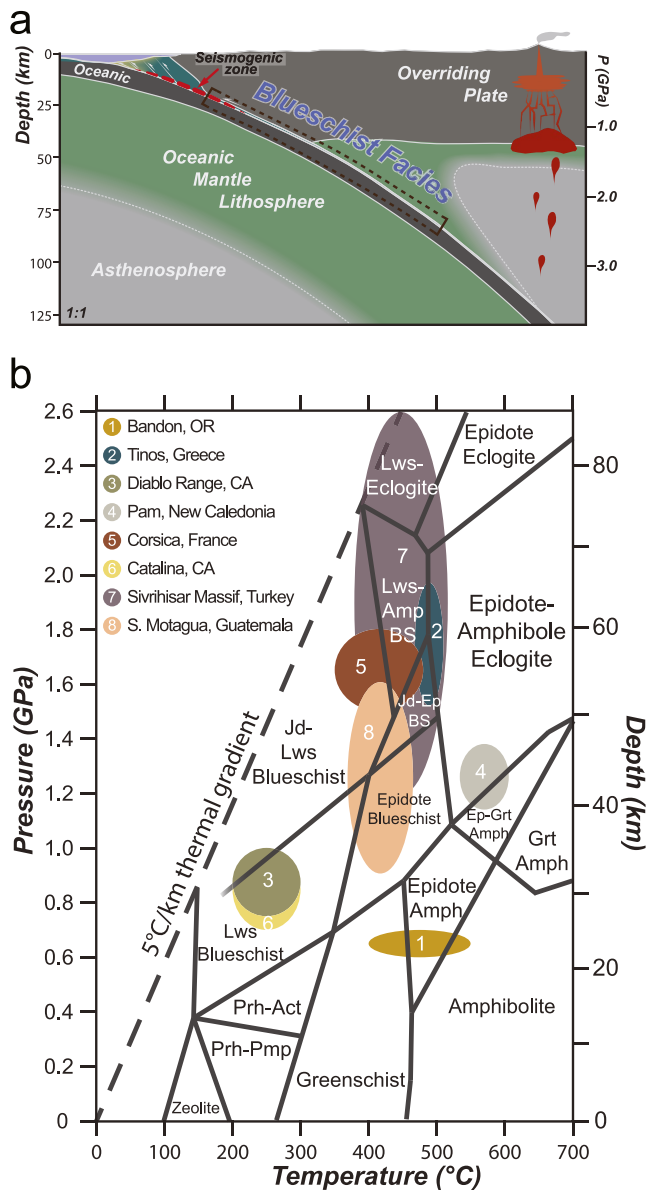 a
Depth (km)
0
25
50
75
100
125
Oceanic
Seismogenic
zone
Overriding
Plate
P (GPa)
1.0
2.0
3.0
Blueschist Facies
Oceanic
Mantle
Lithosphere
Asthenosphere
1:1
b
2.6
2.4
2.2
2.0
1.8
1.6
1.4
1.2
1.0
0.8
0.6
0.4
0.2
0
Pressure (GPa)
1 Bandon, OR
2 Tinos, Greece
3 Diablo Range, CA
4 Pam, New Caledonia
5 Corsica, France
6 Catalina, CA
7 Sivrihisar Massif, Turkey
8 S. Motagua, Guatemala
Lws-
Eclogite
Epidote
Eclogite
7
Lws-
Amp
BS
2
Epidote-
Amphibole
Eclogite
5
Jd-Ep
BS
8
Jd-
Lws
Blueschist
Epidote
Blueschist
4
Ep-Grt
Amph
Grt
Amph
5°C/km thermal gradient
3
6
Lws
Blueschist
Epidote
Amph
1
Prh-Act
Prh-Pmp
Amphibolite
Greenschist
Zeolite
80
60
40
20
0
Depth (km)
0
100
200
300
400
500
600
700
Temperature (°C)